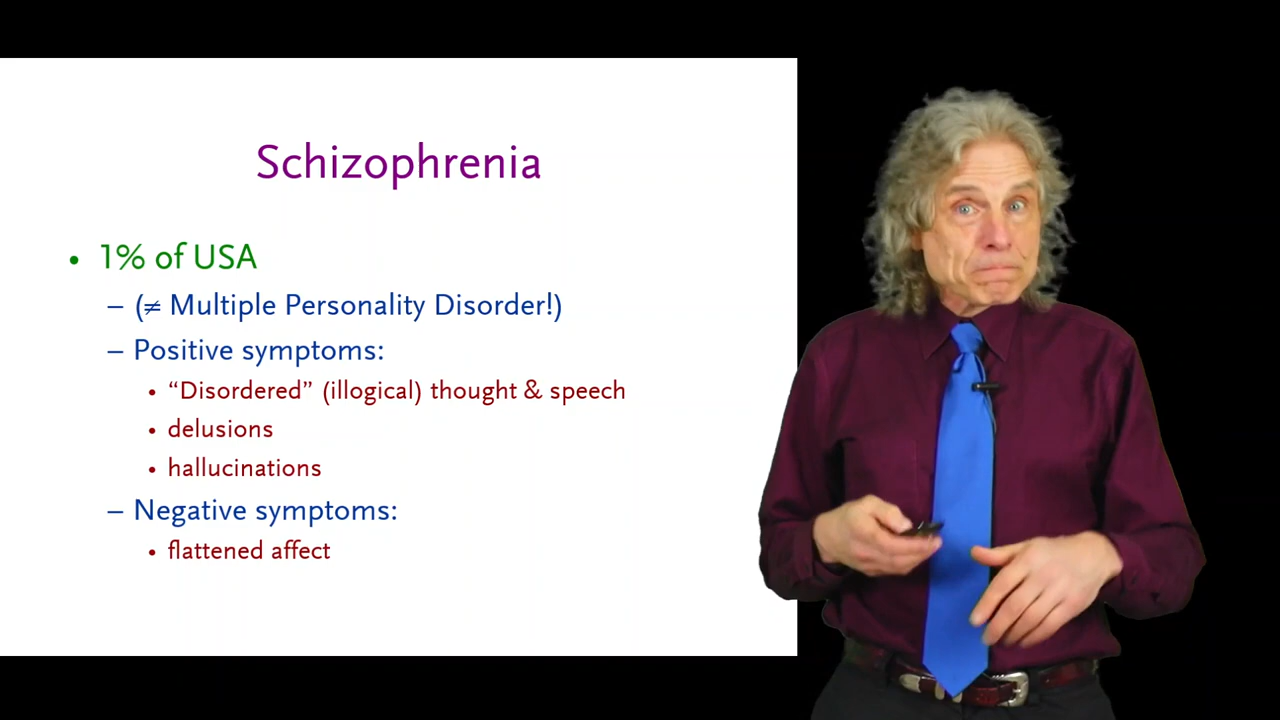 Schizophrenia
• 1% of USA
– (≠ Multiple Personality Disorder!)
– Positive symptoms:
• “Disordered” (illogical) thought & speech
• delusions
• hallucinations
– Negative symptoms:
• flattened affect